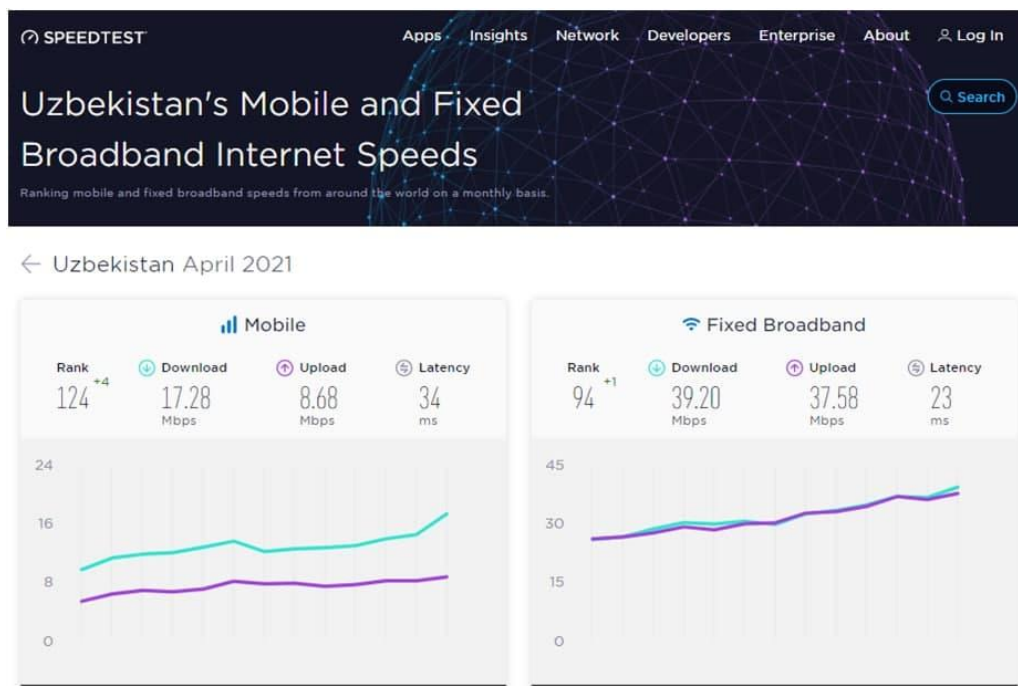 SPEEDTEST
Apps Insights Network Developers Enterprise About Log In
Search
Uzbekistan's Mobile and Fixed
Broadband Internet Speeds
Ranking mobile and fixed broadband speeds from around the world on a monthly basis.
← Uzbekistan April 2021
Mobile
Rank Download Upload Latency
124 +4 17.28 8.68 34
Mbps Mbps ms
24
16
8
0
Fixed Broadband
Rank Download Upload Latency
94 +1 39.20 37.58 23
Mbps Mbps ms
45
30
15
0